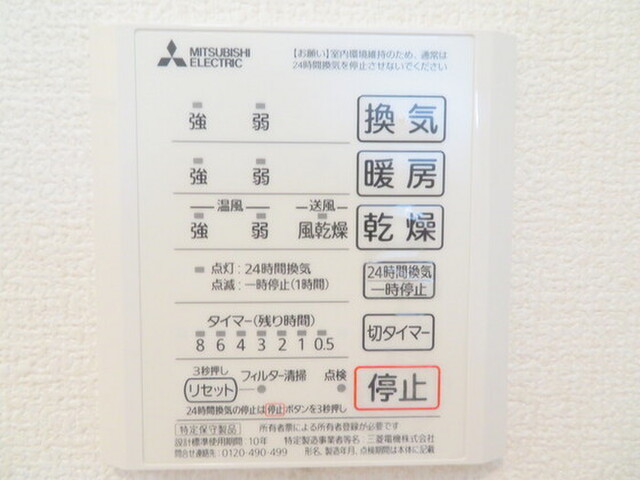 MITSUBISHI
ELECTRIC
【お願い】室内環境維持のため、通常は
24時間換気を停止させないでください
強 弱 換気
強 弱 暖房
温風 送風
強 弱 風乾燥 乾燥
点灯:24時間換気
点滅:一時停止(1時間)
24時間換気
一時停止
タイマー(残り時間)
8 6 4 3 2 1 0.5
切タイマー
3秒押し
リセット フィルター清掃 点検
停止
24時間換気の停止は停止ボタンを3秒押し
特定保守製品 所有者票による所有者登録が必要です
設計標準使用期間 10年 特定製造事業者等名:三菱電機株式会社
問合せ連絡先:0120-490-499 形名、製造年月、点検期間は本体に記載